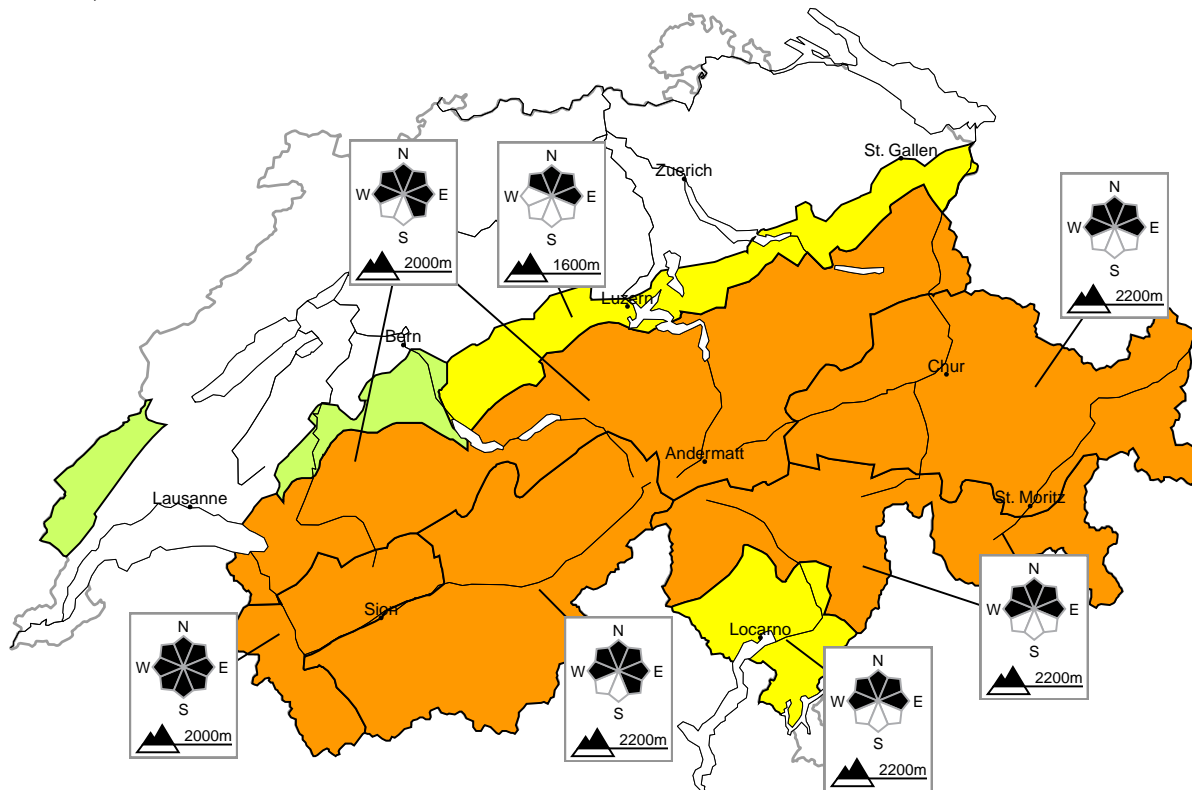 St. Gallen
Zuerich
N
W E
S
2000m
N
W E
S
1600m
N
W E
S
2200m
Luzern
Bern
Chur
Andermatt
Lausanne
St. Moritz
Sion
Locarno
N
W E
S
2200m
N
W E
S
2000m
N
W E
S
2200m
N
W E
S
2200m